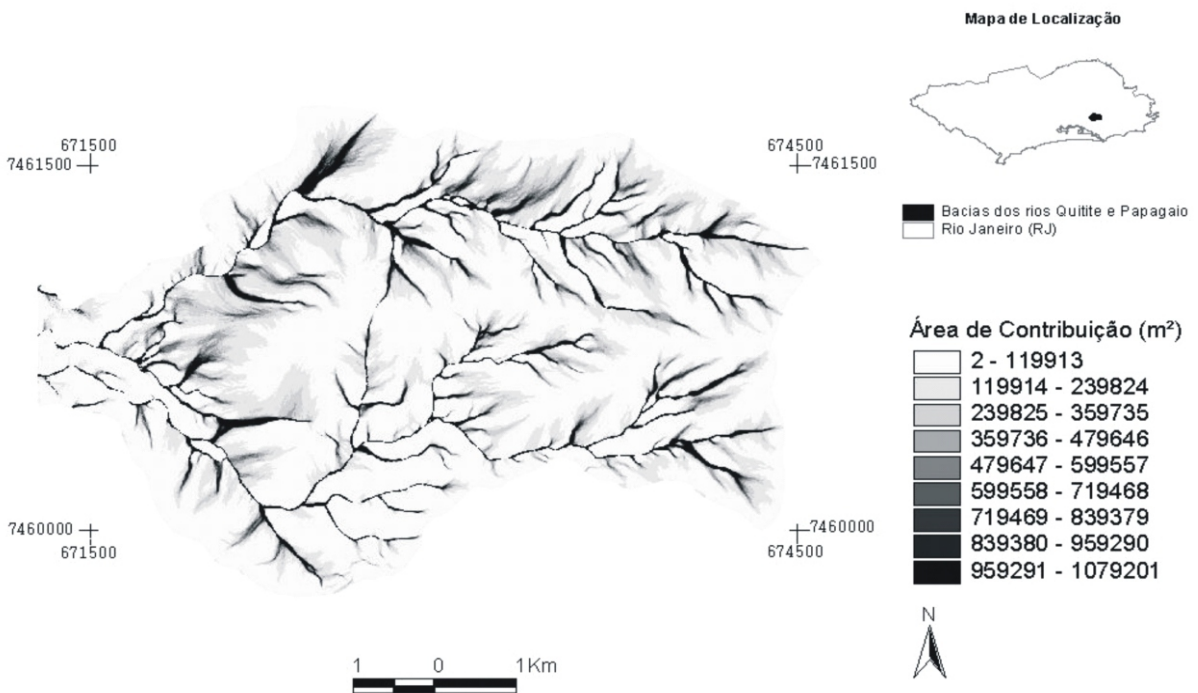 Mapa de Localização
671500
7461500
674500
7461500
Bacias dos rios Quitite e Papagaio
Rio Janeiro (RJ)
Área de Contribuição (m²)
2 - 119913
119914 - 239824
239825 - 359735
359736 - 479646
479647 - 599557
599558 - 719468
719469 - 839379
839380 - 959290
959291 - 1079201
7460000
671500
7460000
674500
N
1 0 1Km